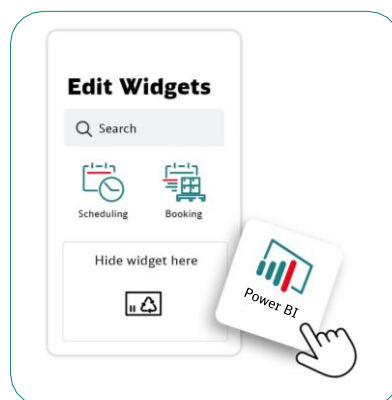 Edit Widgets
Search
Scheduling
Booking
Hide widget here
Power BI